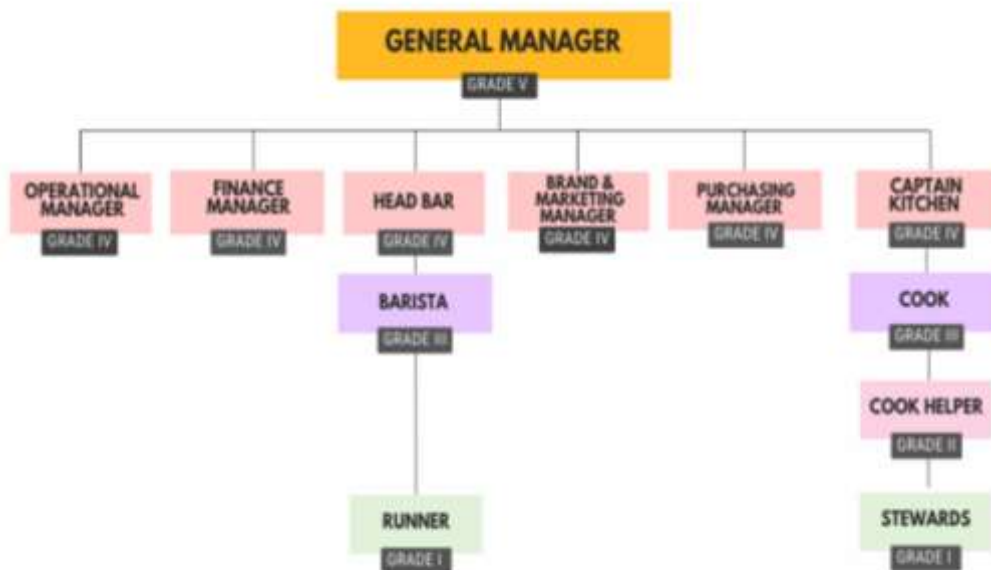 GENERAL MANAGER
GRADE V
OPERATIONAL
MANAGER
GRADE IV
FINANCE
MANAGER
GRADE IV
HEAD BAR
GRADE IV
BRAND &
MARKETING
MANAGER
GRADE IV
PURCHASING
MANAGER
GRADE IV
CAPTAIN
KITCHEN
GRADE IV
BARISTA
GRADE III
COOK
GRADE III
COOK HELPER
GRADE II
RUNNER
GRADE I
STEWARDS
GRADE I